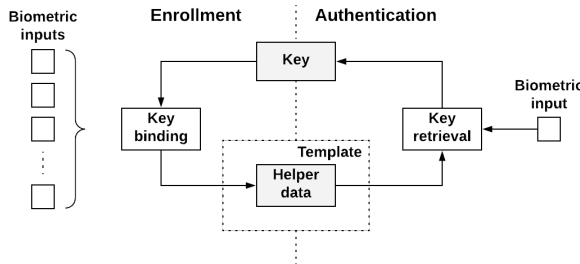 Enrollment
Authentication
Biometric
inputs
Key
Key
binding
Key
retrieval
Biometric
input
Template
Helper
data